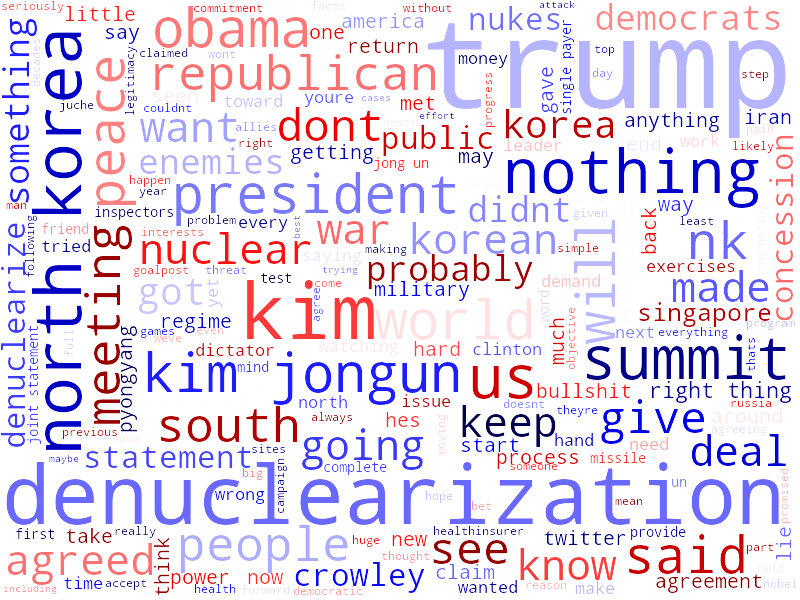 seriously
commitment
facts
without
attack
little
obama
one
america
nukes
democrats
say
return
trump
claimed
wont
allies
republican
money
top
step
decades
something
juche
legitimacy
couldnt
seen
toward
youre
met
cases
effort
progress
gave
single payer
day
peace
want
dont
public
korea
anything
iran
enemies
right
getting
jong un
learn
leader
may
end
work
paid
likely
man
happen
year
president
nothing
north korea
inspectors
problem
every
best
didnt
given
way
least
murdering
concession
following
friend
tried
interests
war
making
korean
simple
back
nk
nuclear
saying
probably
exercises
goalpost
threat
trying
meeting
denuclearize
got
yet
test
agree
come
military
word
demand
made
program
will
kim
world
singapore
regime
games
weve
even
full
watching
hard
clinton
much
objective
next
everything
thats
summit
joint statement
pyongyang
dictator
mind
kim jongun
us
bullshit
right thing
russia
north
issue
doesnt
theyre
previous
south
always
hes
keep
hand
need
around
agreeing
give
maybe
statement
sites
going
moving
start
process
missile
deal
big
complete
someone
wrong
campaign
denuclearization
hope
bet
un
mean
promised
first
take
really
people
huge
new
healthinsurer
twitter
provide
part
lie
agreed
think
thought
see
know
said
power
now
crowley
claim
cult
time
accept
wanted
agreement
nobel
including
health
forward
democratic
reason
make